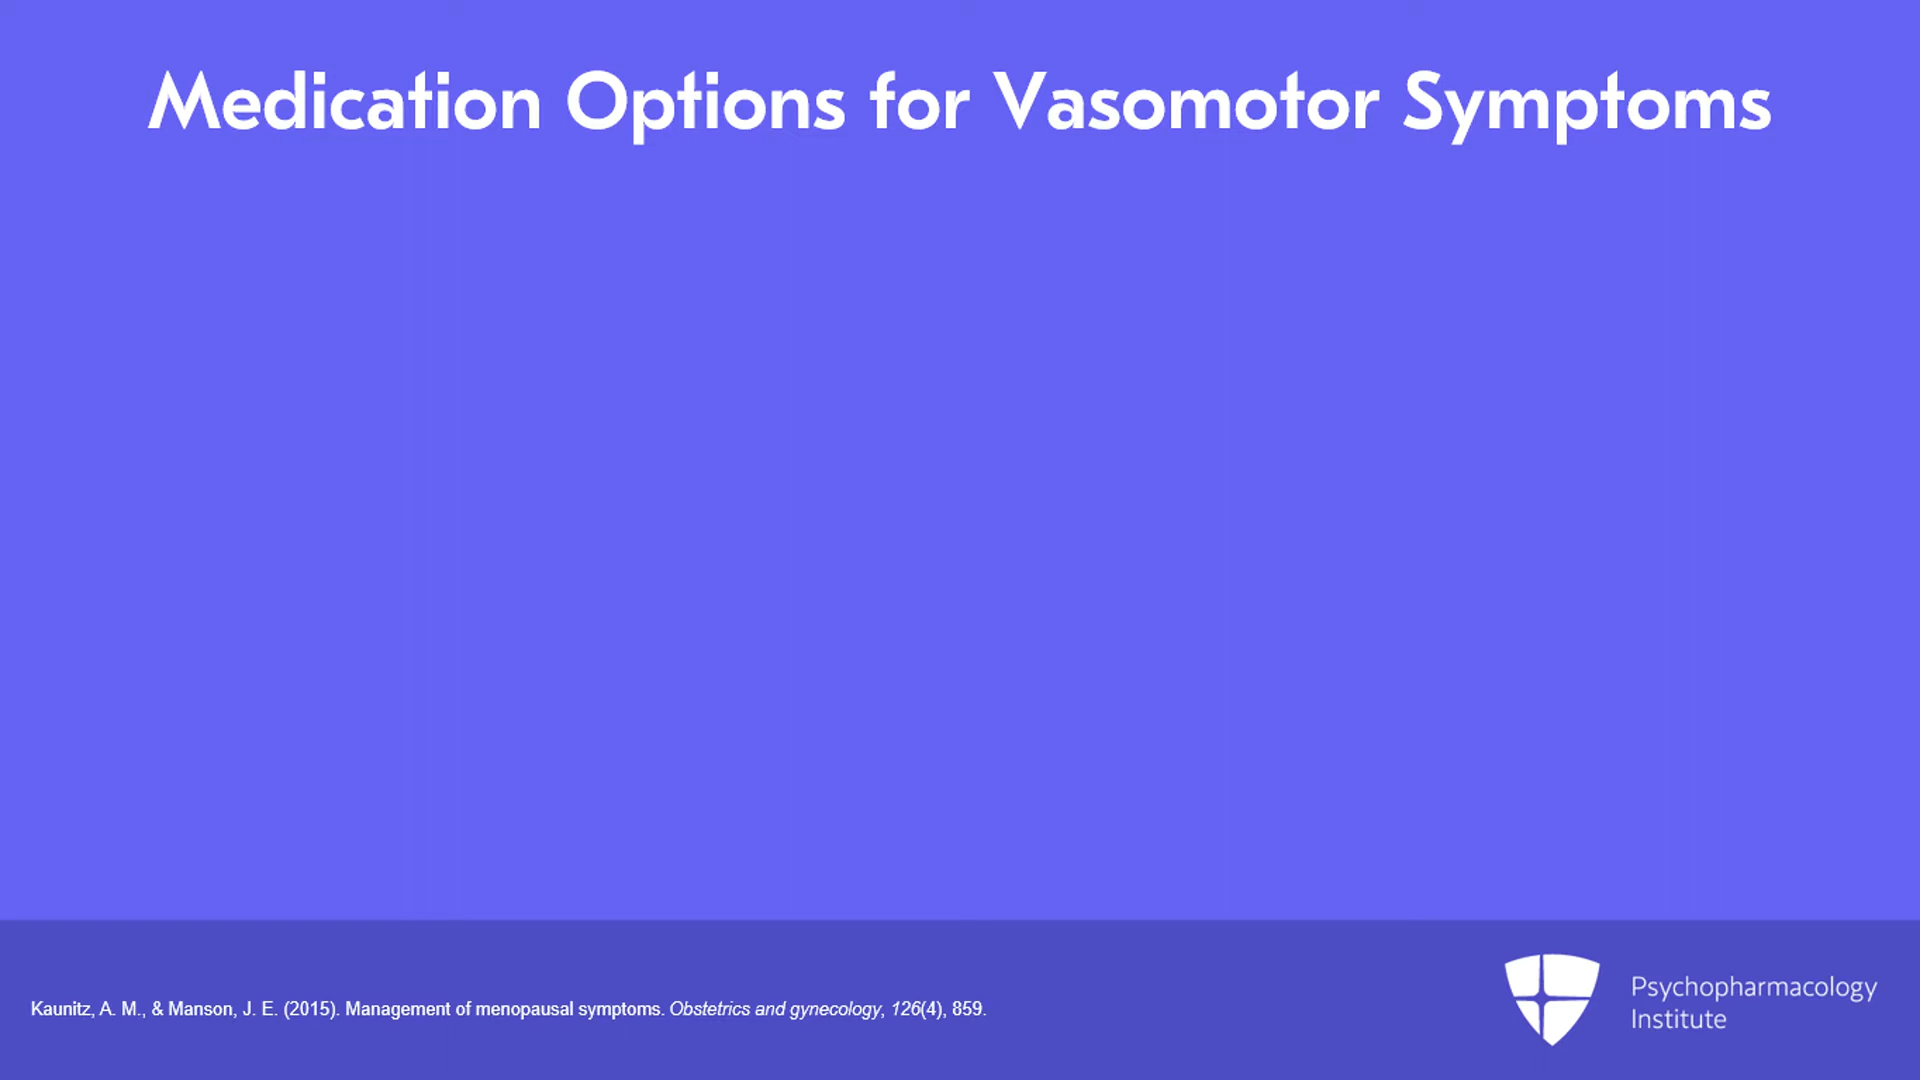 Medication Options for Vasomotor Symptoms
Kaunitz, A. M., & Manson, J. E. (2015). Management of menopausal symptoms. Obstetrics and gynecology, 126(4), 859.
Psychopharmacology
Institute